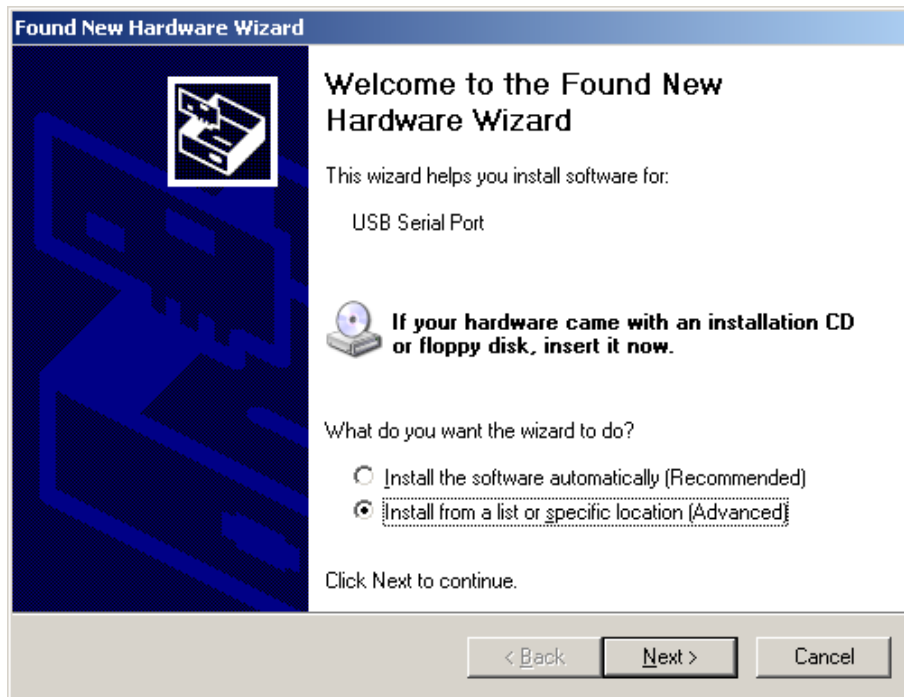 Found New Hardware Wizard
Welcome to the Found New
Hardware Wizard
This wizard helps you install software for:
USB Serial Port
If your hardware came with an installation CD
or floppy disk, insert it now.
What do you want the wizard to do?
Install the software automatically (Recommended)
Install from a list or specific location (Advanced)
Click Next to continue.
< Back
Next >
Cancel